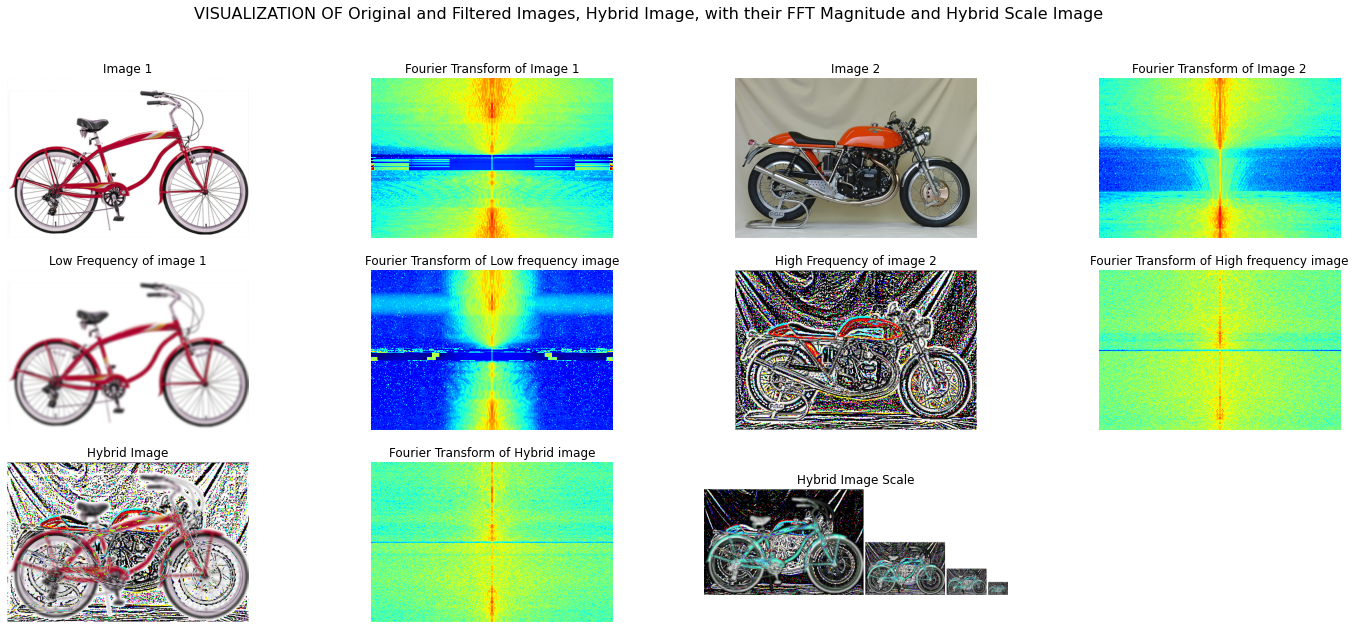 VISUALIZATION OF Original and Filtered Images, Hybrid Image, with their FFT Magnitude and Hybrid Scale Image
Image 1
Fourier Transform of Image 1
Image 2
Fourier Transform of Image 2
Low Frequency of image 1
Fourier Transform of Low frequency image
High Frequency of image 2
Fourier Transform of High frequency image
Hybrid Image
Fourier Transform of Hybrid image
Hybrid Image Scale